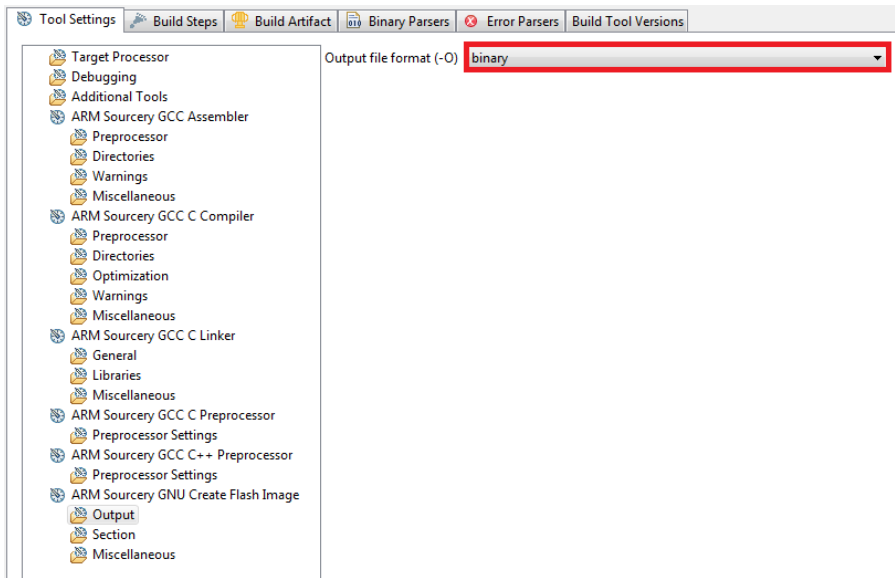 Tool Settings Build Steps Build Artifact Binary Parsers Error Parsers Build Tool Versions
Target Processor
Output file format (-O) binary
Debugging
Additional Tools
ARM Sourcery GCC Assembler
Preprocessor
Directories
Warnings
Miscellaneous
ARM Sourcery GCC C Compiler
Preprocessor
Directories
Optimization
Warnings
Miscellaneous
ARM Sourcery GCC C Linker
General
Libraries
Miscellaneous
ARM Sourcery GCC C Preprocessor
Preprocessor Settings
ARM Sourcery GCC C++ Preprocessor
Preprocessor Settings
ARM Sourcery GNU Create Flash Image
Output
Section
Miscellaneous